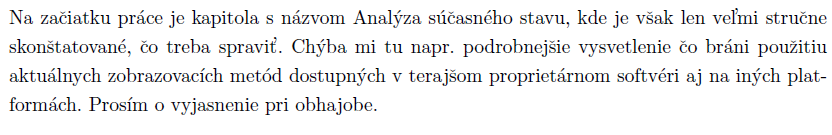 Na začiatku práce je kapitola s názvom Analýza súčasného stavu, kde je však len veľmi stručne
skonštatované, čo treba spraviť. Chýba mi tu napr. podrobnejšie vysvetlenie čo bráni použitiu
aktuálnych zobrazovacích metód dostupných v terajšom proprietárnom softvéri aj na iných plat-
formách. Prosím o vyjasnenie pri obhajobe.